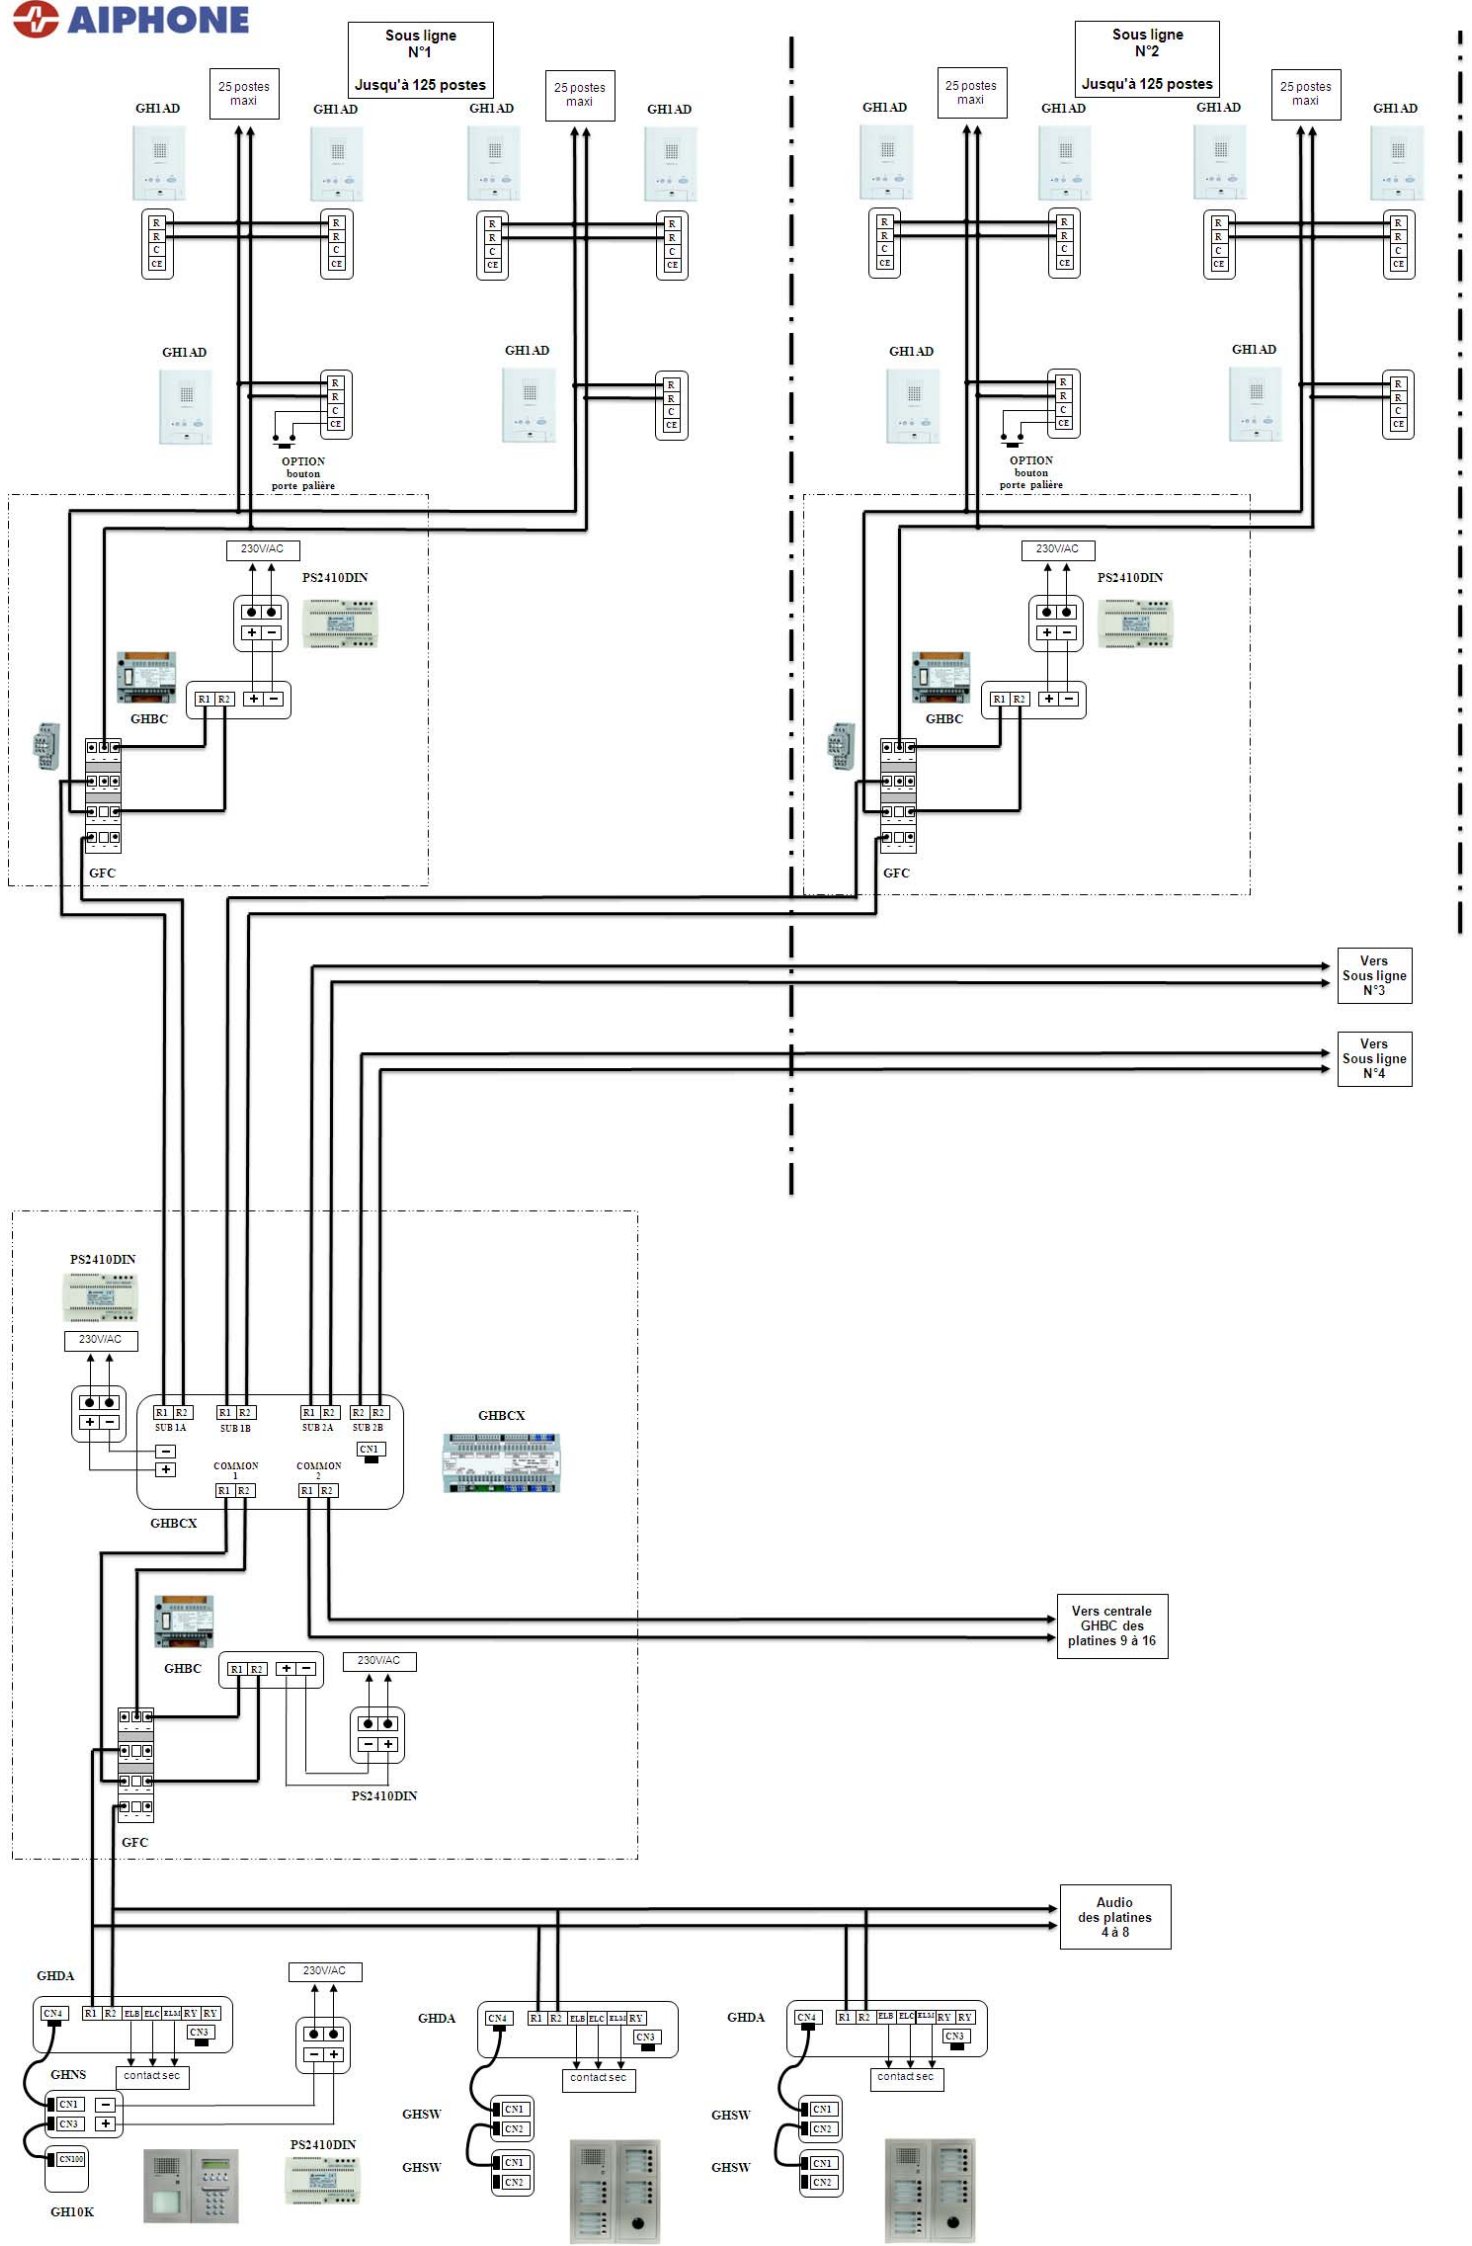 AIPHONE
Sous ligne
N°1
Jusqu'à 125 postes
Sous ligne
N°2
Jusqu'à 125 postes
25 postes
maxi
25 postes
maxi
25 postes
maxi
25 postes
maxi
GH1AD
GH1AD
GH1AD
GH1AD
GH1AD
GH1AD
GH1AD
GH1AD
R
R
C
CE
R
R
C
CE
R
R
C
CE
R
R
C
CE
R
R
C
CE
R
R
C
CE
R
R
C
CE
R
R
C
CE
GH1AD
GH1AD
GH1AD
GH1AD
R
R
C
CE
R
R
C
CE
R
R
C
CE
R
R
C
CE
OPTION
bouton
porte palière
OPTION
bouton
porte palière
230V/AC
PS2410DIN
+ −
GHBC
R1 R2 + −
GFC
230V/AC
PS2410DIN
+ −
GHBC
R1 R2 + −
GFC
Vers
Sous ligne
N°3
Vers
Sous ligne
N°4
PS2410DIN
230V/AC
+ −
R1 R2
SUB 1A
R1 R2
SUB 1B
R1 R2
SUB 2A
R2 R2
SUB 2B
−
+
CN1
COMMON
1
R1 R2
COMMON
2
R1 R2
GHBCX
GHBCX
Vers centrale
GHBC des
platines 9 à 16
GHBC
R1 R2 + −
230V/AC
− +
PS2410DIN
GFC
Audio
des platines
4 à 8
GHDA
CN4 R1 R2 ELB ELC ELM RY RY
CN3
contact sec
230V/AC
− +
GHNS
CN1 −
CN3 +
CN100
GH10K
PS2410DIN
GHDA
CN4 R1 R2 ELB ELC ELM RY
CN3
contact sec
GHSW
CN1
CN2
GHSW
CN1
CN2
GHDA
CN4 R1 R2 ELB ELC ELM RY RY
CN3
contact sec
GHSW
CN1
CN2
GHSW
CN1
CN2